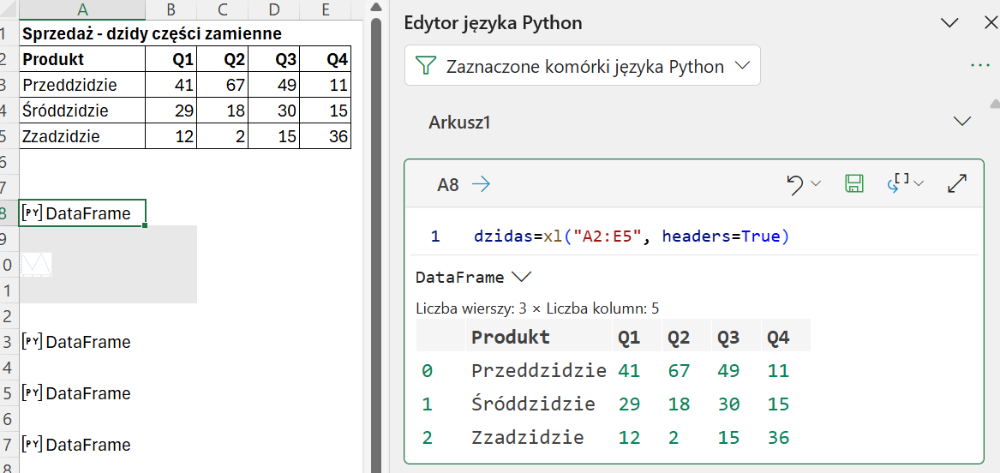 A B C D E
1 Sprzedaż - dzidy części zamienne
2 Produkt Q1 Q2 Q3 Q4
3 Przeddzidzie 41 67 49 11
4 Śróddzidzie 29 18 30 15
5 Zzadzidzie 12 2 15 36
6
7
8 [PY] DataFrame
9
0
1
2
3 [PY] DataFrame
4
5 [PY] DataFrame
6
7 [PY] DataFrame
8
Edytor języka Python
Zaznaczone komórki języka Python
Arkusz1
A8
1 dzidas=xl("A2:E5", headers=True)
DataFrame
Liczba wierszy: 3 × Liczba kolumn: 5
Produkt Q1 Q2 Q3 Q4
0 Przeddzidzie 41 67 49 11
1 Śróddzidzie 29 18 30 15
2 Zzadzidzie 12 2 15 36